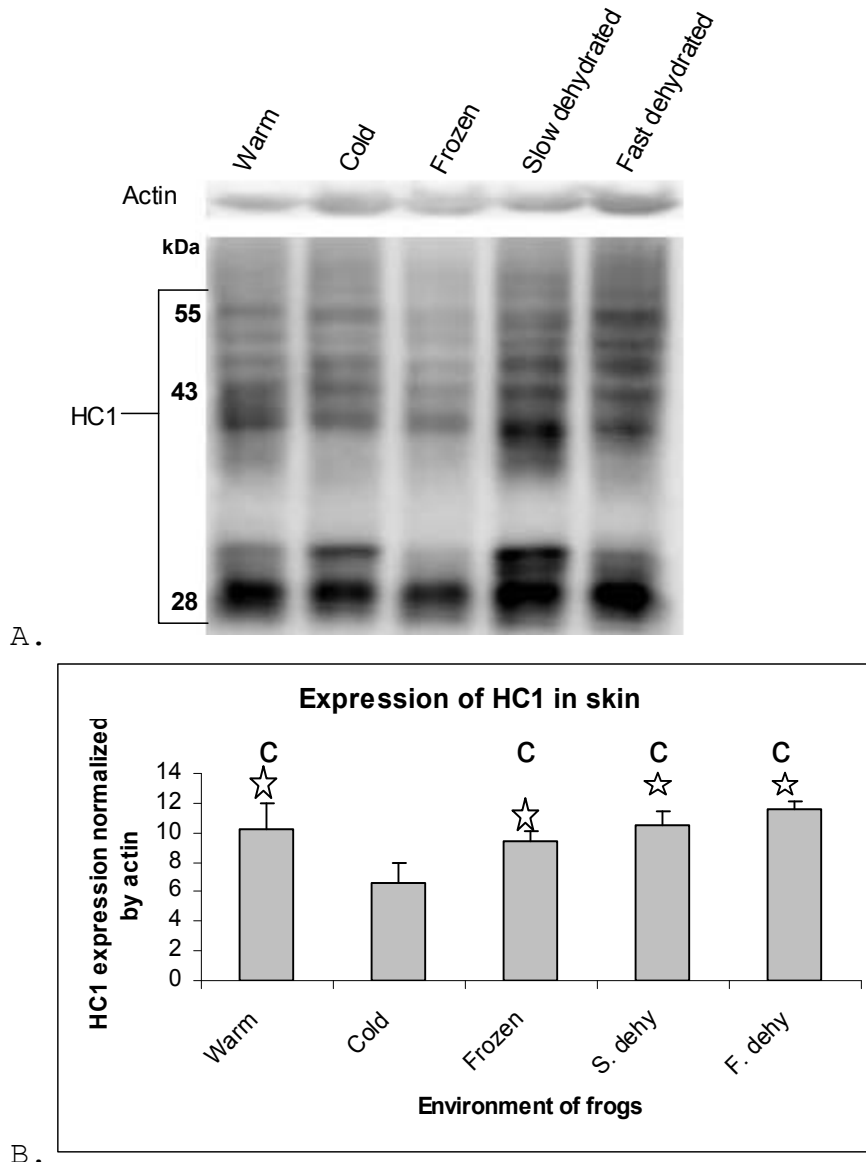 Warm Cold Frozen Slow dehydrated Fast dehydrated
Actin
kDa
55
43
HC1
28
A.
Expression of HC1 in skin
C C C C
14
12
10
8
6
4
2
0
HC1 expression normalized
by actin
Warm Cold Frozen S. dehy F. dehy
Environment of frogs
B.